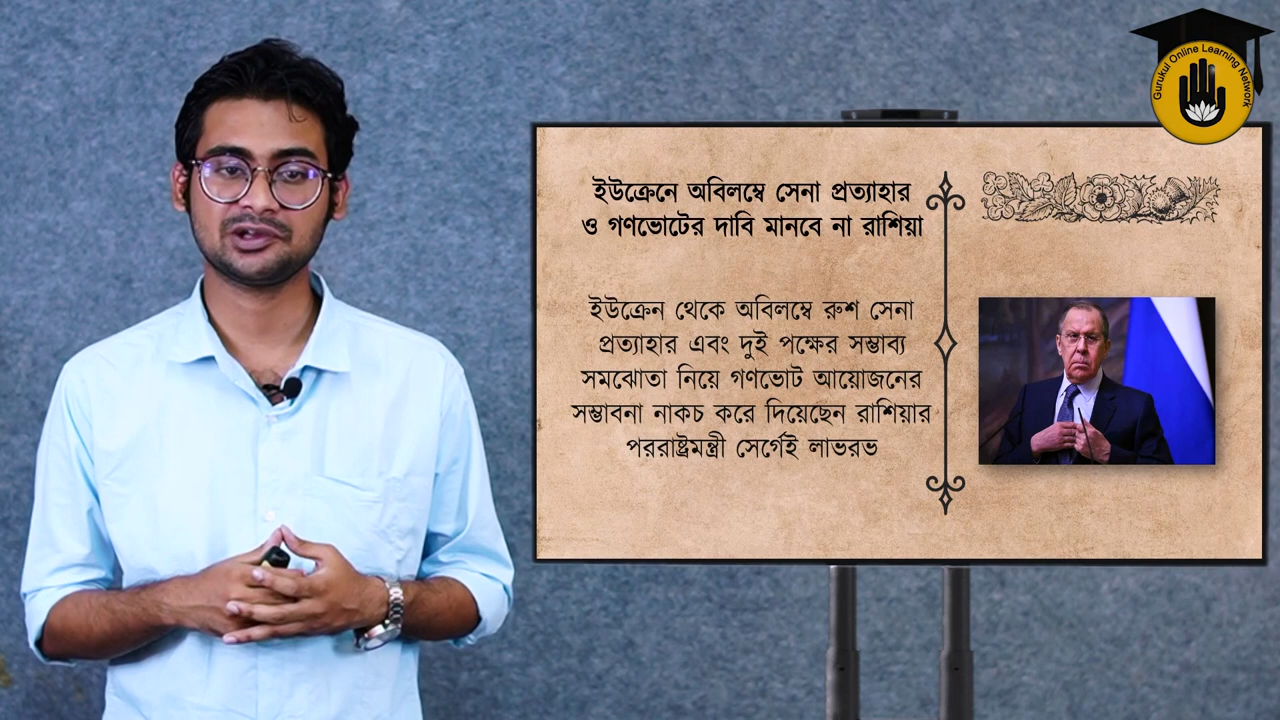 Gurukul Online Learning Network
ইউক্রেনে অবিলম্বে সেনা প্রত্যাহার
ও গণভোটের দাবি মানবে না রাশিয়া
ইউক্রেন থেকে অবিলম্বে রুশ সেনা
প্রত্যাহার এবং দুই পক্ষের সম্ভাব্য
সমঝোতা নিয়ে গণভোট আয়োজনের
সম্ভাবনা নাকচ করে দিয়েছেন রাশিয়ার
পররাষ্ট্রমন্ত্রী সের্গেই লাভরভ